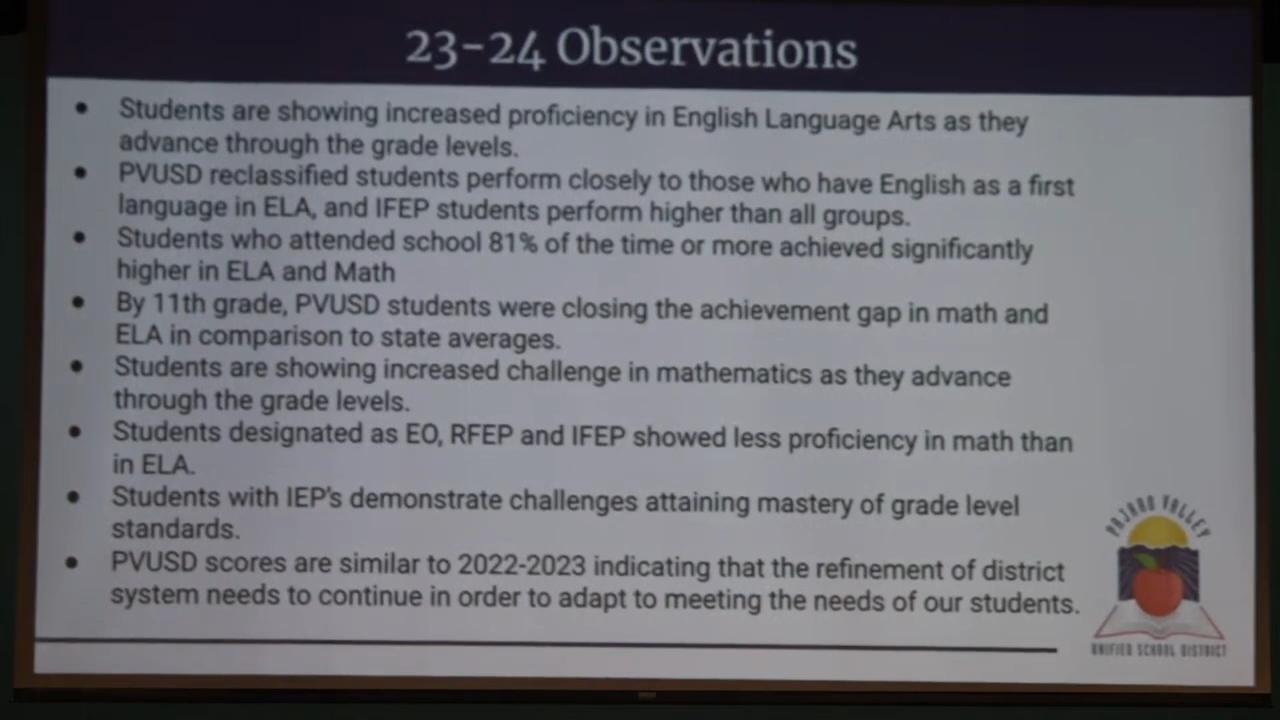 23-24 Observations
• Students are showing increased proficiency in English Language Arts as they
advance through the grade levels.
• PVUSD reclassified students perform closely to those who have English as a first
language in ELA, and IFEP students perform higher than all groups.
• Students who attended school 81% of the time or more achieved significantly
higher in ELA and Math
• By 11th grade, PVUSD students were closing the achievement gap in math and
ELA in comparison to state averages.
• Students are showing increased challenge in mathematics as they advance
through the grade levels.
• Students designated as EO, RFEP and IFEP showed less proficiency in math than
in ELA.
• Students with IEP's demonstrate challenges attaining mastery of grade level
standards.
• PVUSD scores are similar to 2022-2023 indicating that the refinement of district
system needs to continue in order to adapt to meeting the needs of our students.
PAJARO VALLEY
UNIFIED SCHOOL DISTRICT